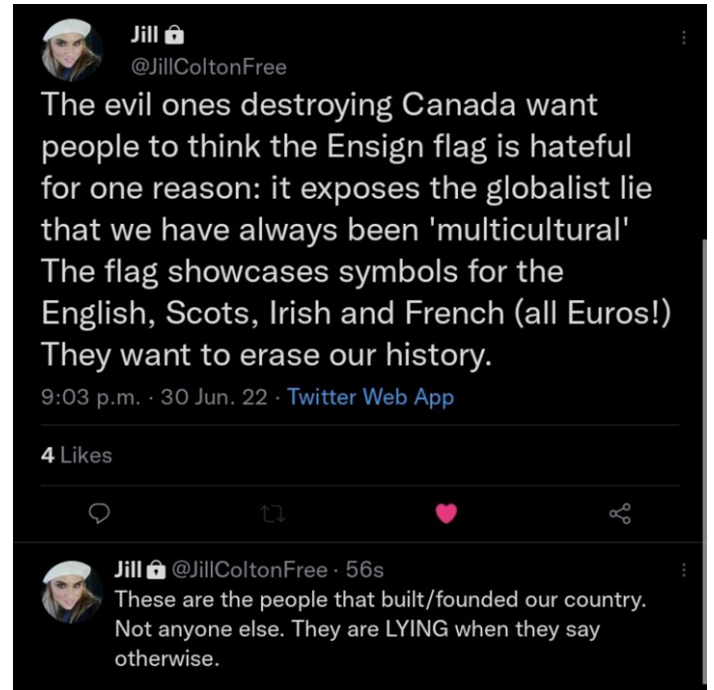 Jill
@JillColtonFree
The evil ones destroying Canada want
people to think the Ensign flag is hateful
for one reason: it exposes the globalist lie
that we have always been 'multicultural'
The flag showcases symbols for the
English, Scots, Irish and French (all Euros!)
They want to erase our history.
9:03 p.m. · 30 Jun. 22 · Twitter Web App
4 Likes
Jill @JillColtonFree · 56s
These are the people that built/founded our country.
Not anyone else. They are LYING when they say
otherwise.